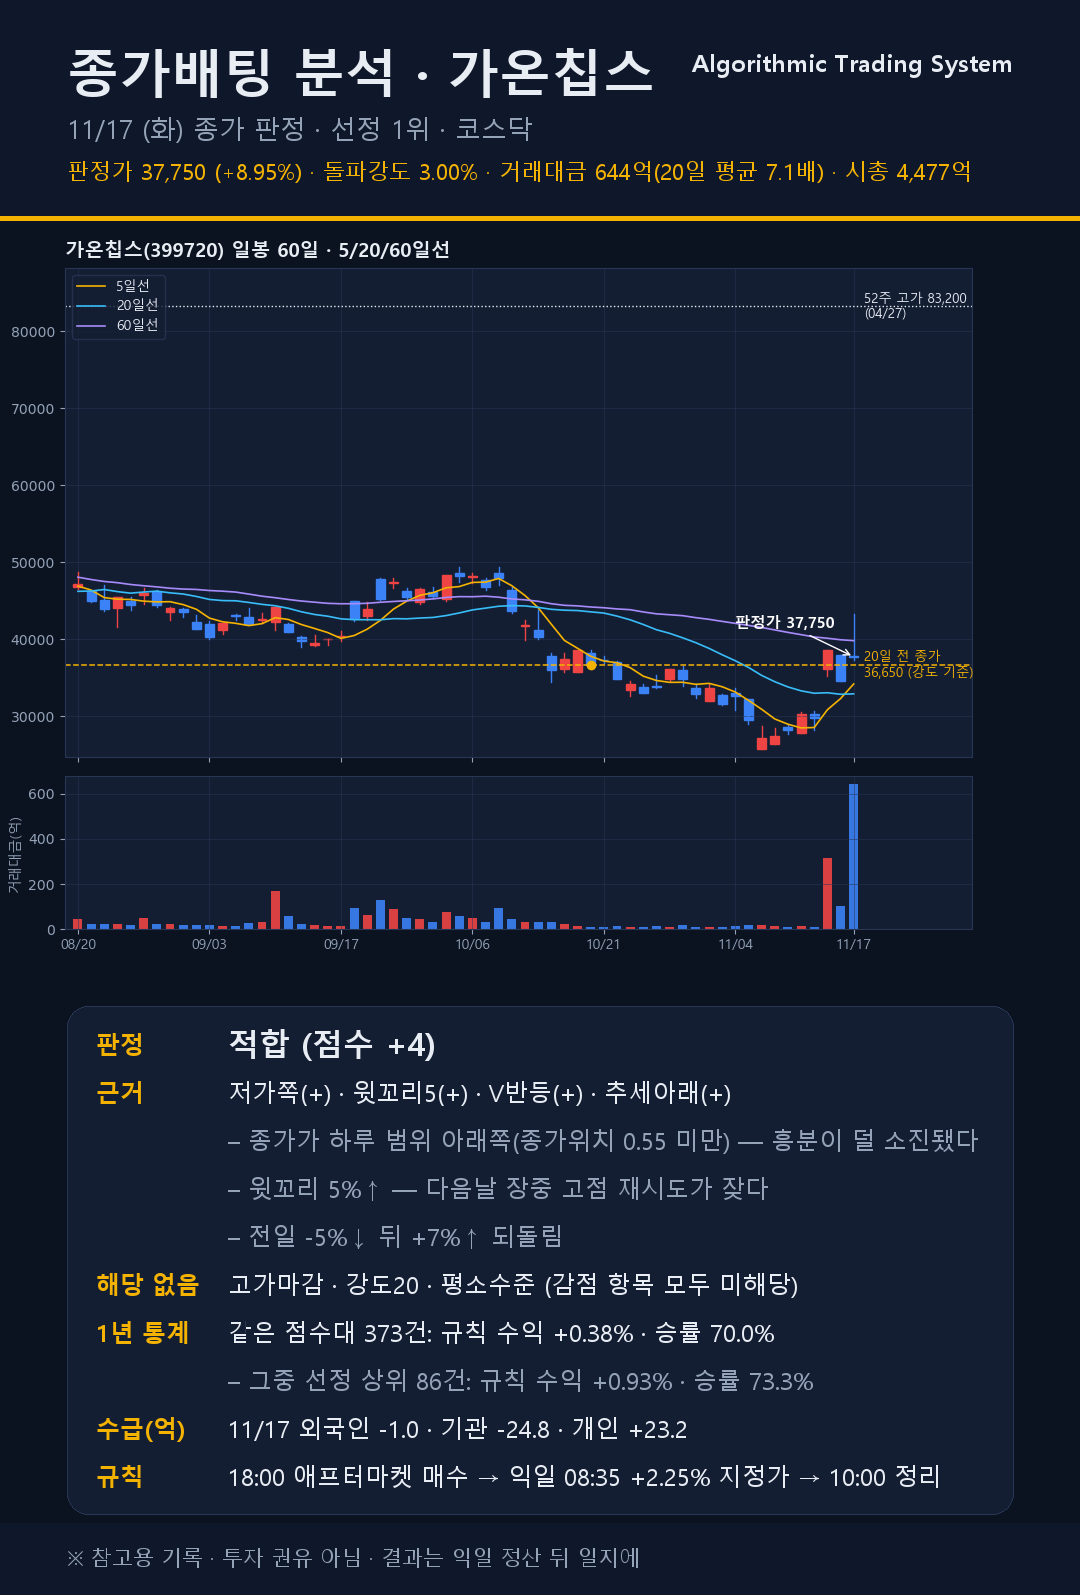 종가배팅 분석 · 가온칩스
Algorithmic Trading System
11/17 (화) 종가 판정 · 선정 1위 · 코스닥
판정가 37,750 (+8.95%) · 돌파강도 3.00% · 거래대금 644억(20일 평균 7.1배) · 시총 4,477억
가온칩스(399720) 일봉 60일 · 5/20/60일선
5일선
20일선
60일선
52주 고가 83,200
(04/27)
80000
70000
60000
50000
40000
30000
판정가 37,750
20일 전 종가
36,650 (강도 기준)
거래대금(억)
600
400
200
0
08/20
09/03
09/17
10/06
10/21
11/04
11/17
판정 적합 (점수 +4)
근거 저가쪽(+) · 윗꼬리5(+) · V반등(+) · 추세아래(+)
– 종가가 하루 범위 아래쪽(종가위치 0.55 미만) — 흥분이 덜 소진됐다
– 윗꼬리 5%↑ — 다음날 장중 고점 재시도가 잦다
– 전일 -5%↓ 뒤 +7%↑ 되돌림
해당 없음 고가마감 · 강도20 · 평소수준 (감점 항목 모두 미해당)
1년 통계 같은 점수대 373건: 규칙 수익 +0.38% · 승률 70.0%
– 그중 선정 상위 86건: 규칙 수익 +0.93% · 승률 73.3%
수급(억) 11/17 외국인 -1.0 · 기관 -24.8 · 개인 +23.2
규칙 18:00 애프터마켓 매수 → 익일 08:35 +2.25% 지정가 → 10:00 정리
※ 참고용 기록 · 투자 권유 아님 · 결과는 익일 정산 뒤 일지에